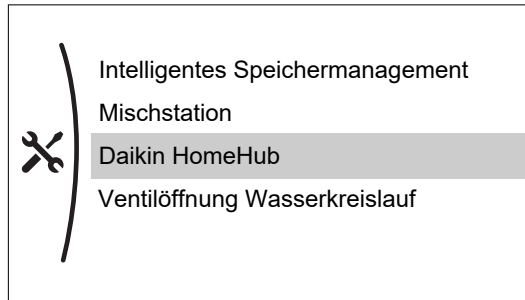 Intelligentes Speichermanagement
Mischstation
Daikin HomeHub
Ventilöffnung Wasserkreislauf